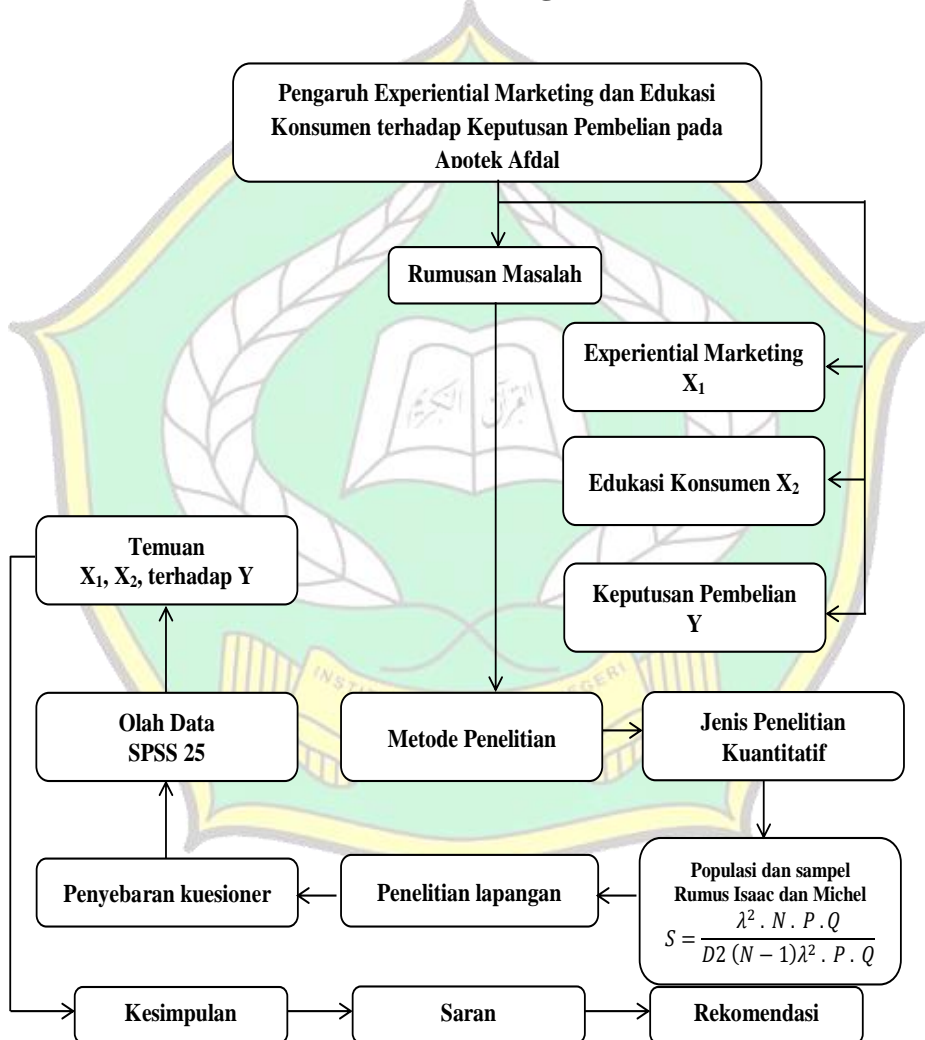 Pengaruh Experiential Marketing dan Edukasi
Konsumen terhadap Keputusan Pembelian pada
Apotek Afdal
Rumusan Masalah
Experiential Marketing
X₁
Edukasi Konsumen X₂
Keputusan Pembelian
Y
Temuan
X₁, X₂, terhadap Y
Olah Data
SPSS 25
Metode Penelitian
Jenis Penelitian
Kuantitatif
Populasi dan sampel
Rumus Isaac dan Michel
S = λ² . N . P . Q / D2 (N − 1)λ² . P . Q
Penelitian lapangan
Penyebaran kuesioner
Kesimpulan
Saran
Rekomendasi